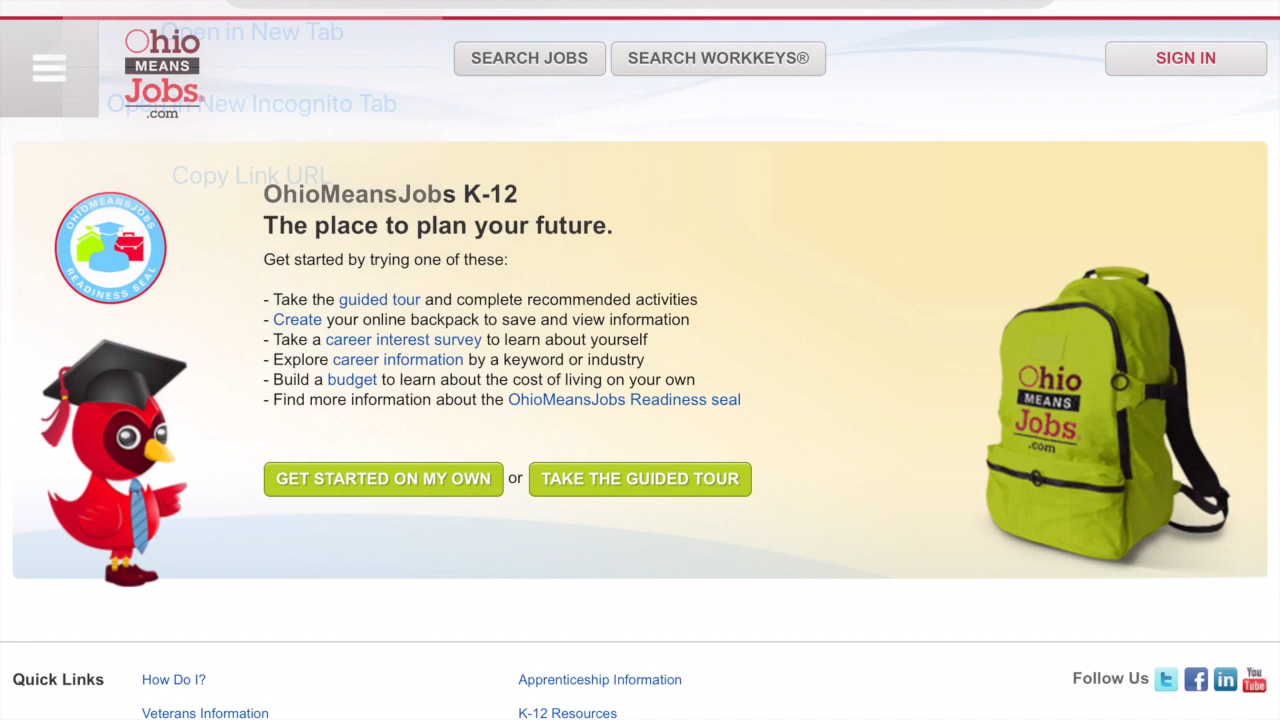 Open in New Tab
Ohio
MEANS
Jobs
.com
SEARCH JOBS
SEARCH WORKKEYS®
SIGN IN
Open in New Incognito Tab
Copy Link URL
OhioMeansJobs K-12
The place to plan your future.
OHIOMEANSJOBS
READINESS SEAL
Get started by trying one of these:
- Take the guided tour and complete recommended activities
- Create your online backpack to save and view information
- Take a career interest survey to learn about yourself
- Explore career information by a keyword or industry
- Build a budget to learn about the cost of living on your own
- Find more information about the OhioMeansJobs Readiness seal
Ohio
MEANS
Jobs
.com
GET STARTED ON MY OWN or TAKE THE GUIDED TOUR
Quick Links
How Do I?
Apprenticeship Information
Follow Us
You
Tube
Veterans Information
K-12 Resources